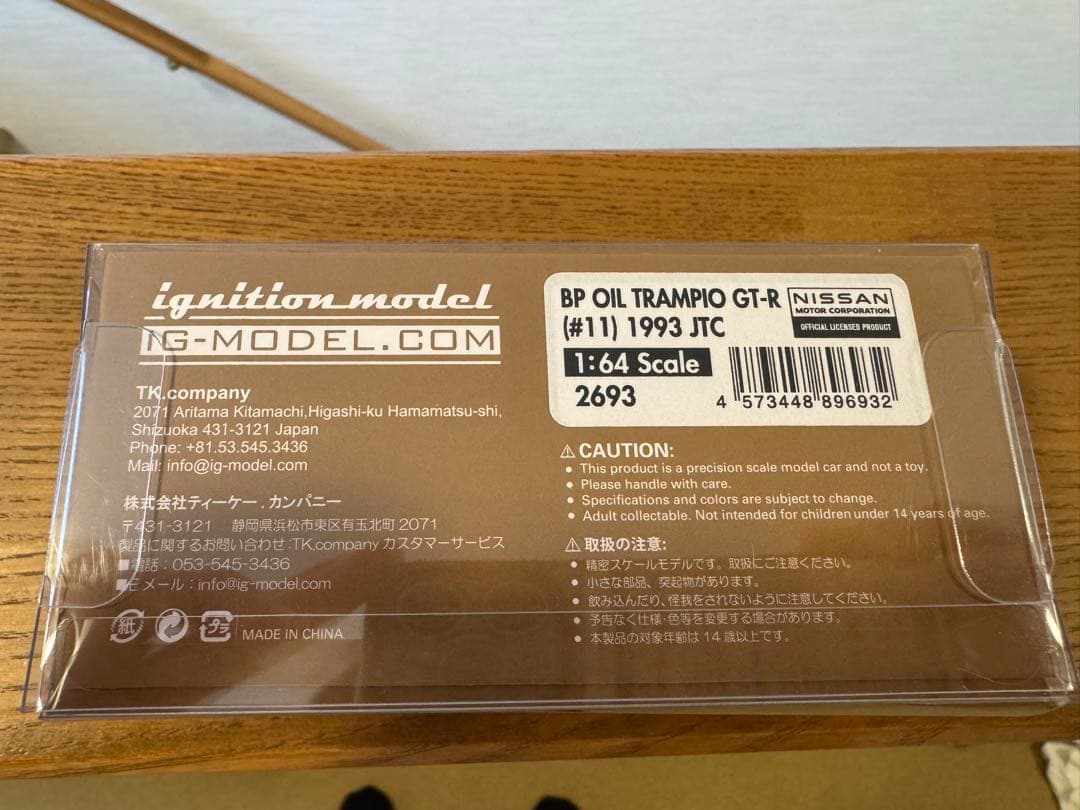 ignition model
IG-MODEL.COM
TK.company
2071 Aritama Kitamachi,Higashi-ku Hamamatsu-shi,
Shizuoka 431-3121 Japan
Phone: +81.53.545.3436
Mail: info@ig-model.com
株式会社ティーケー.カンパニー
〒431-3121 静岡県浜松市東区有玉北町2071
製品に関するお問い合わせ:TK.company カスタマーサービス
■電話:053-545-3436
■Eメール:info@ig-model.com
紙
プラ
MADE IN CHINA
BP OIL TRAMPIO GT-R
(#11) 1993 JTC
1:64 Scale
2693
NISSAN
MOTOR CORPORATION
OFFICIAL LICENSED PRODUCT
4 573448 896932
⚠CAUTION:
● This product is a precision scale model car and not a toy.
● Please handle with care.
● Specifications and colors are subject to change.
● Adult collectable. Not intended for children under 14 years of age.
⚠取扱の注意:
● 精密スケールモデルです。取扱にご注意ください。
● 小さな部品、突起物があります。
● 飲み込んだり、怪我をされないように注意してください。
● 予告なく仕様·色等を変更する場合があります。
● 本製品の対象年齢は14歳以上です。